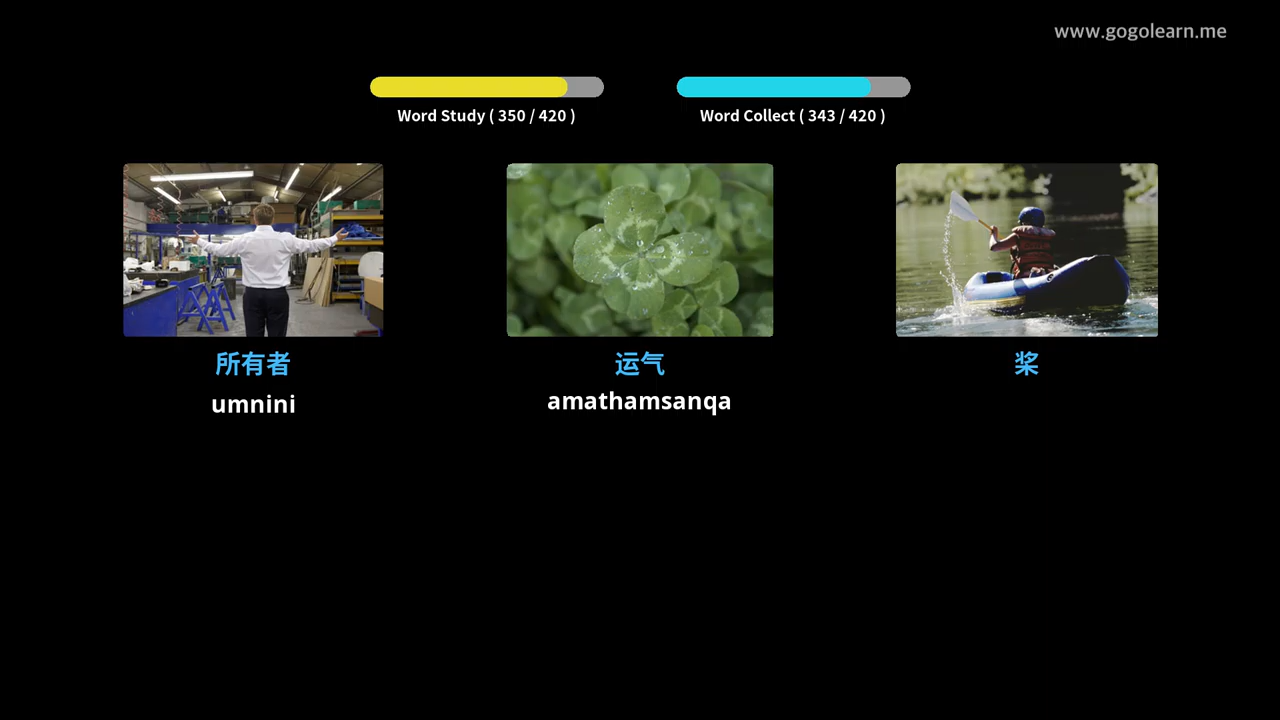 www.gogolearn.me
Word Study ( 350 / 420 )
Word Collect ( 343 / 420 )
所有者
运气
桨
umnini
amathamsanqa